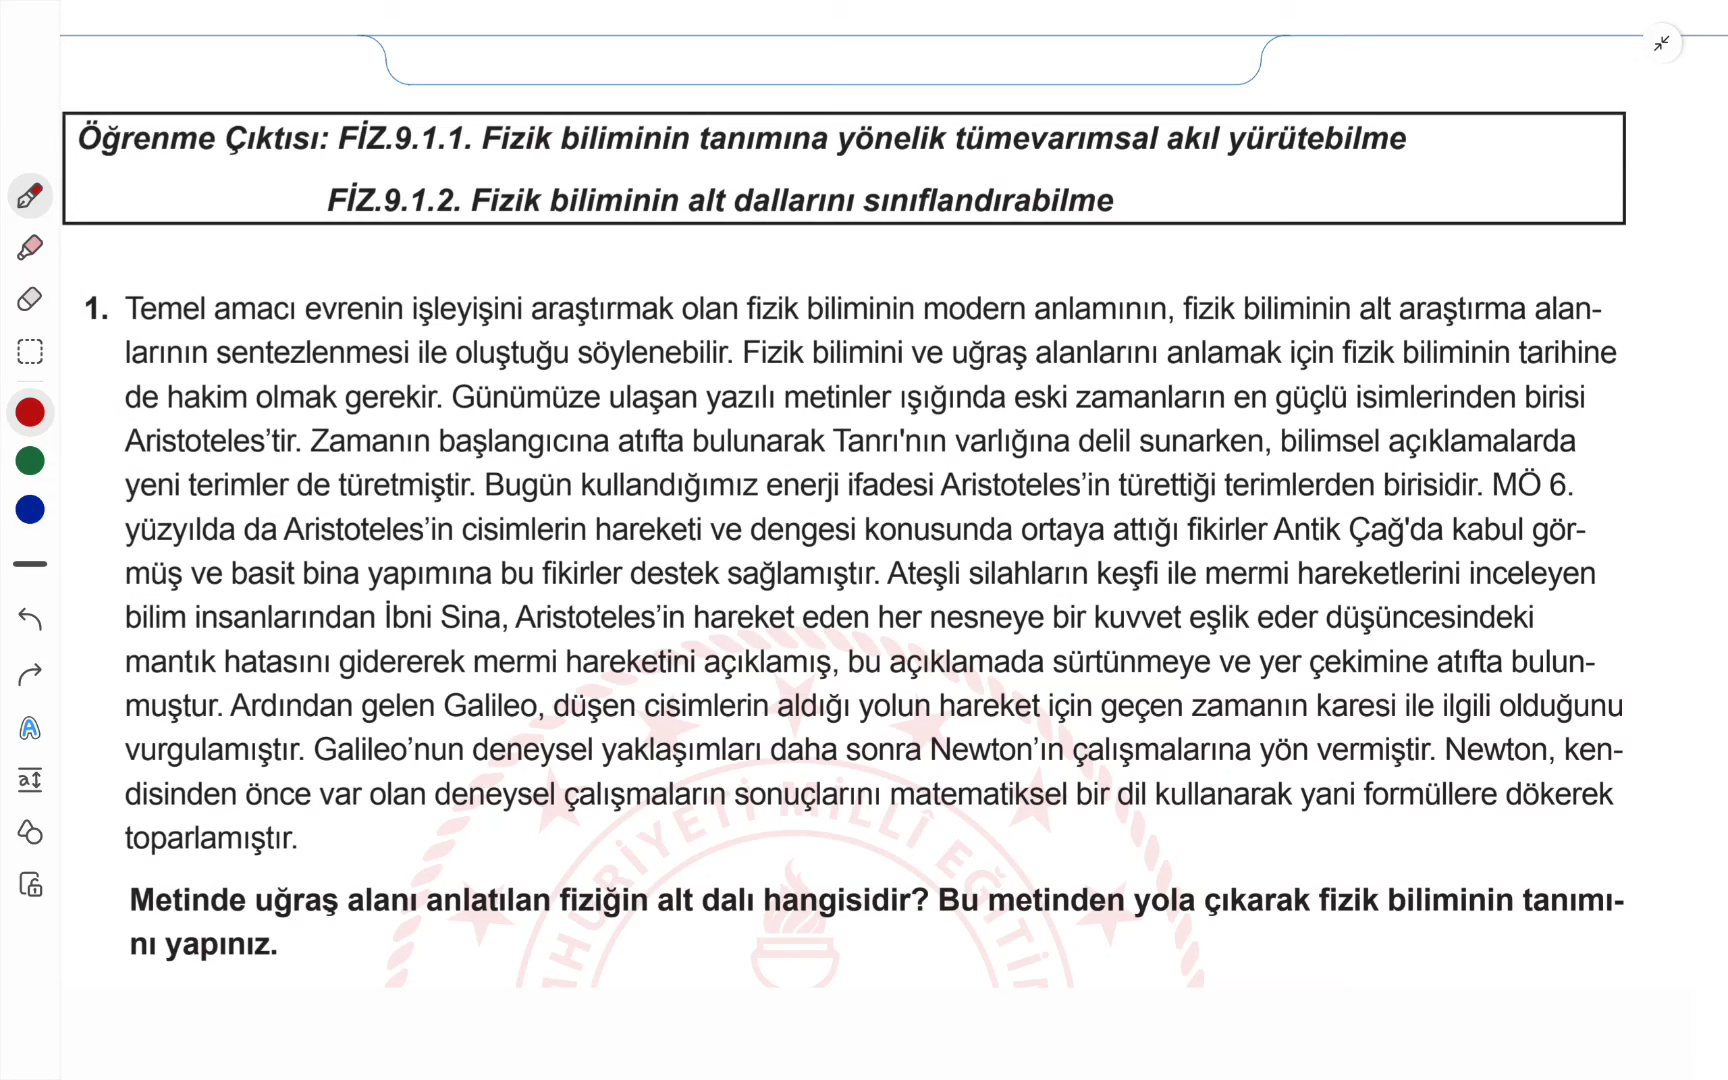 Öğrenme Çıktısı: FİZ.9.1.1. Fizik biliminin tanımına yönelik tümevarımsal akıl yürütebilme
FİZ.9.1.2. Fizik biliminin alt dallarını sınıflandırabilme
1. Temel amacı evrenin işleyişini araştırmak olan fizik biliminin modern anlamının, fizik biliminin alt araştırma alan-
larının sentezlenmesi ile oluştuğu söylenebilir. Fizik bilimini ve uğraş alanlarını anlamak için fizik biliminin tarihine
de hakim olmak gerekir. Günümüze ulaşan yazılı metinler ışığında eski zamanların en güçlü isimlerinden birisi
Aristoteles’tir. Zamanın başlangıcına atıfta bulunarak Tanrı'nın varlığına delil sunarken, bilimsel açıklamalarda
yeni terimler de türetmiştir. Bugün kullandığımız enerji ifadesi Aristoteles’in türettiği terimlerden birisidir. MÖ 6.
yüzyılda da Aristoteles’in cisimlerin hareketi ve dengesi konusunda ortaya attığı fikirler Antik Çağ'da kabul gör-
müş ve basit bina yapımına bu fikirler destek sağlamıştır. Ateşli silahların keşfi ile mermi hareketlerini inceleyen
bilim insanlarından İbni Sina, Aristoteles’in hareket eden her nesneye bir kuvvet eşlik eder düşüncesindeki
mantık hatasını gidererek mermi hareketini açıklamış, bu açıklamada sürtünmeye ve yer çekimine atıfta bulun-
muştur. Ardından gelen Galileo, düşen cisimlerin aldığı yolun hareket için geçen zamanın karesi ile ilgili olduğunu
vurgulamıştır. Galileo’nun deneysel yaklaşımları daha sonra Newton’ın çalışmalarına yön vermiştir. Newton, ken-
disinden önce var olan deneysel çalışmaların sonuçlarını matematiksel bir dil kullanarak yani formüllere dökerek
toparlamıştır.
Metinde uğraş alanı anlatılan fiziğin alt dalı hangisidir? Bu metinden yola çıkarak fizik biliminin tanımı-
nı yapınız.